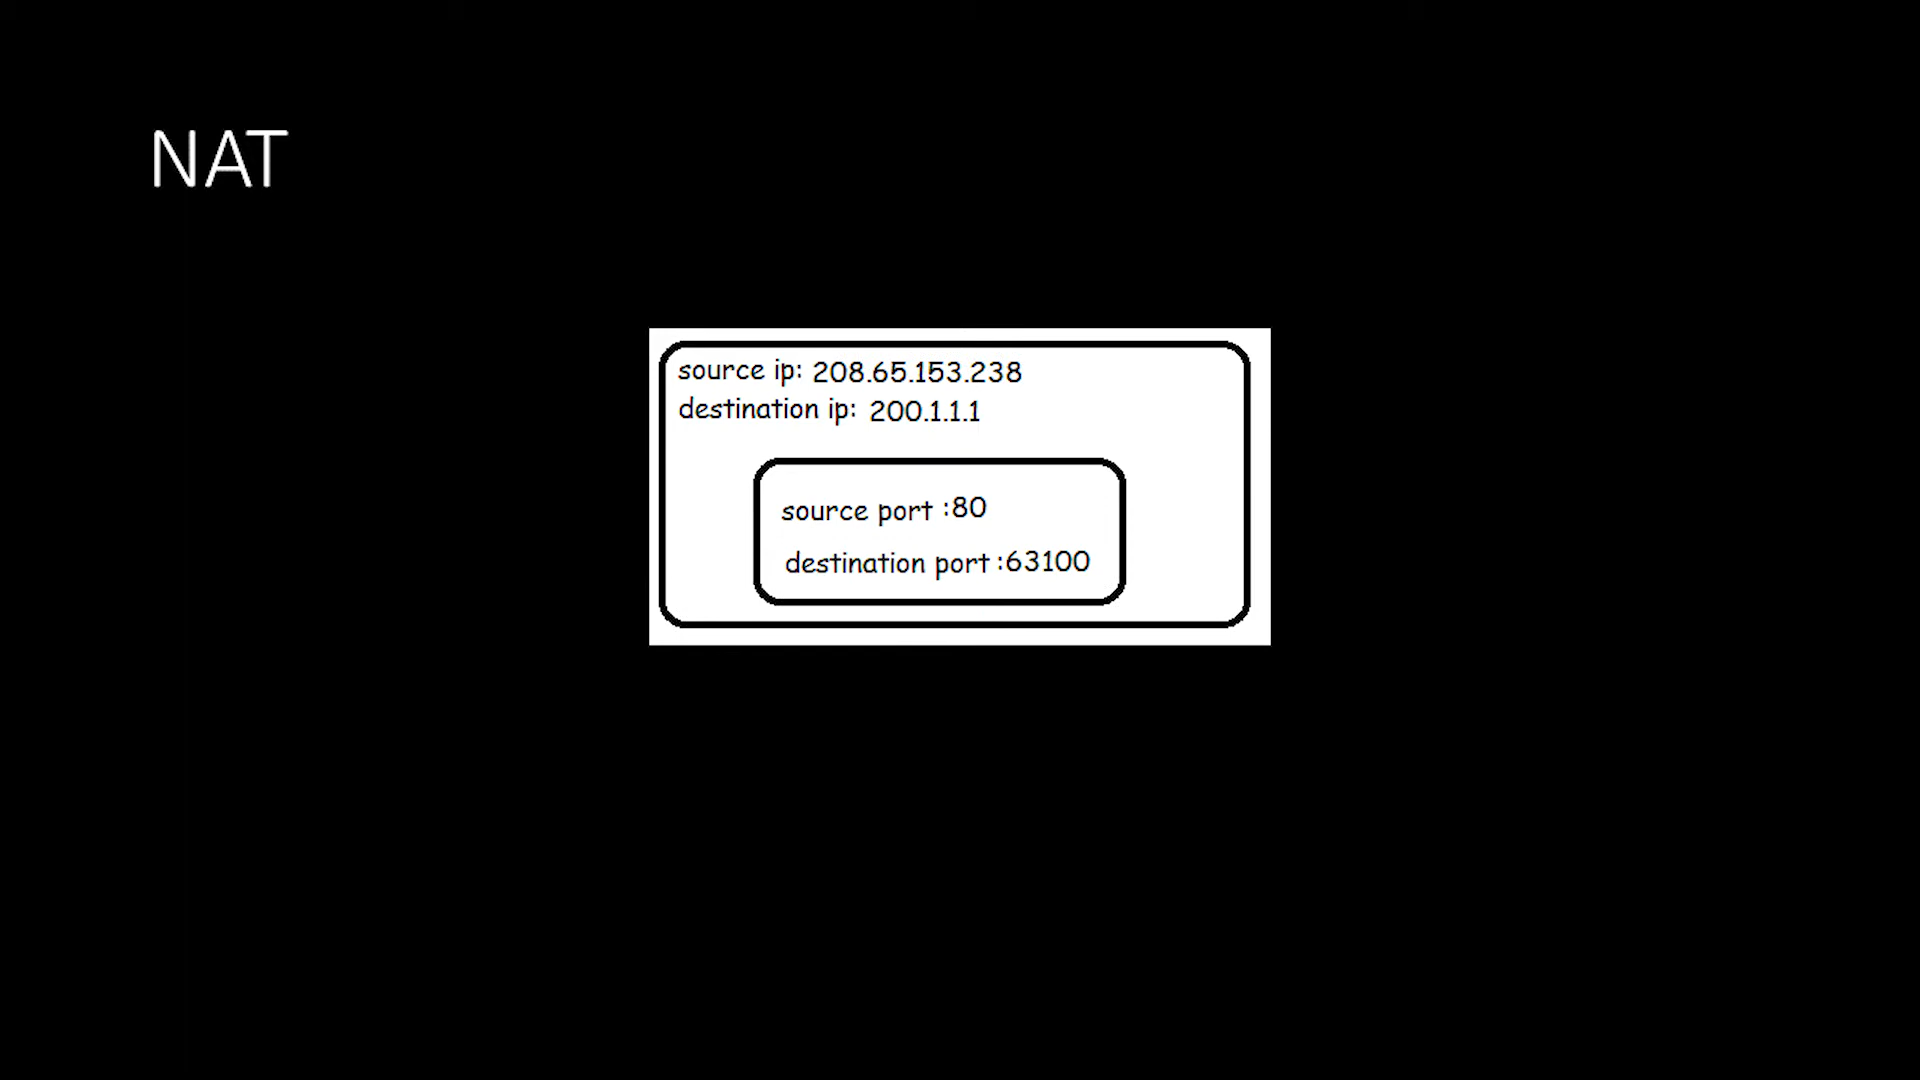 NAT
source ip: 208.65.153.238
destination ip: 200.1.1.1
source port :80
destination port :63100